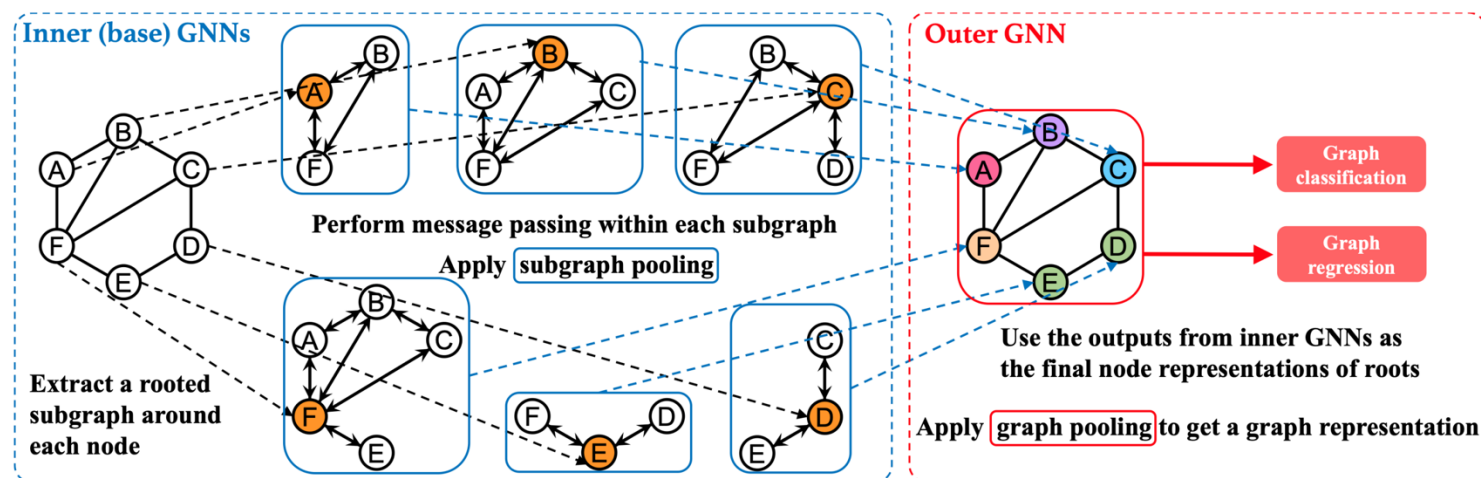 Inner (base) GNNs
B
A
F
B
A
C
F
B
C
F
D
B
A
C
F
D
E
Perform message passing within each subgraph
Apply subgraph pooling
B
A
C
F
E
F
D
E
C
D
E
Extract a rooted
subgraph around
each node
Outer GNN
B
A
C
F
D
E
Graph
classification
Graph
regression
Use the outputs from inner GNNs as
the final node representations of roots
Apply graph pooling to get a graph representation